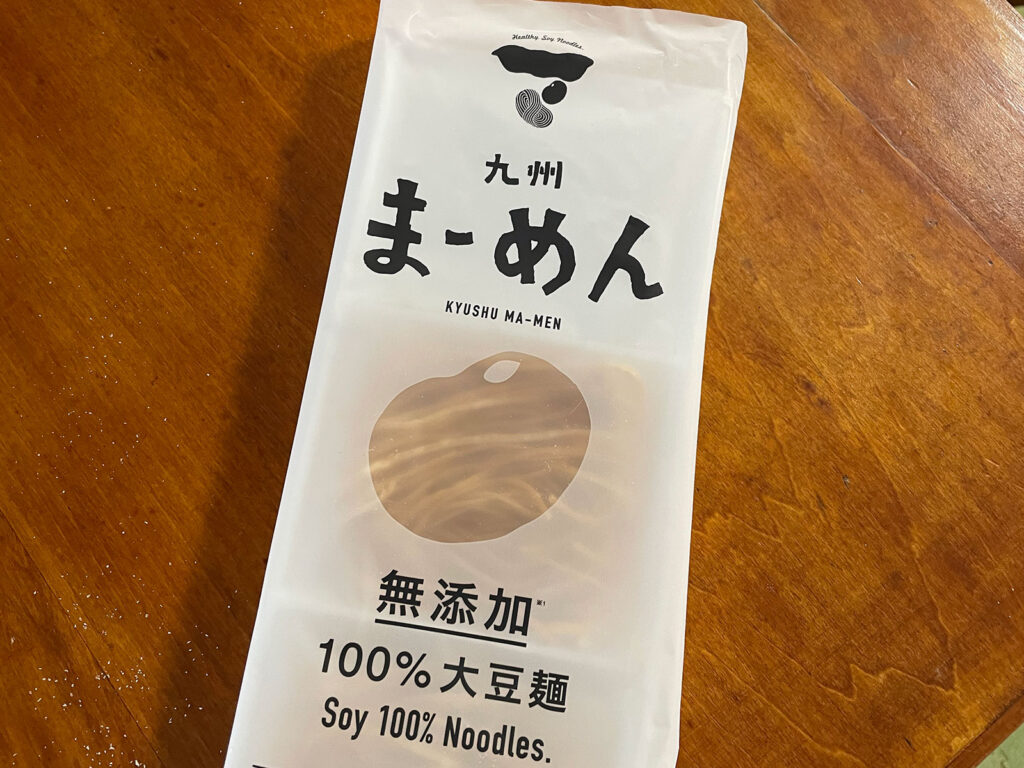 Healthy Soy Noodles.
九州
まーめん
KYUSHU MA-MEN
無添加※1
100%大豆麺
Soy 100% Noodles.